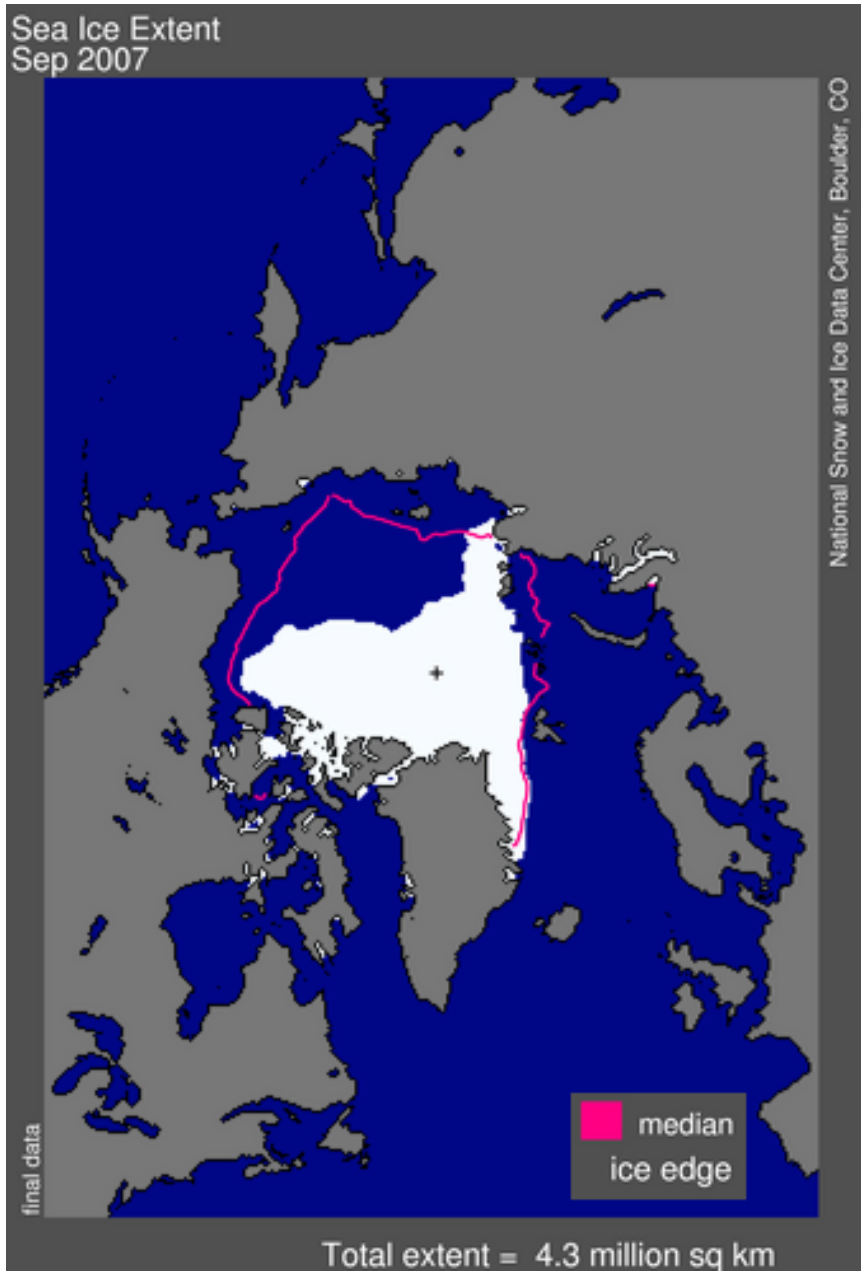 Sea Ice Extent
Sep 2007
National Snow and Ice Data Center, Boulder, CO
median
ice edge
final data
Total extent = 4.3 million sq km